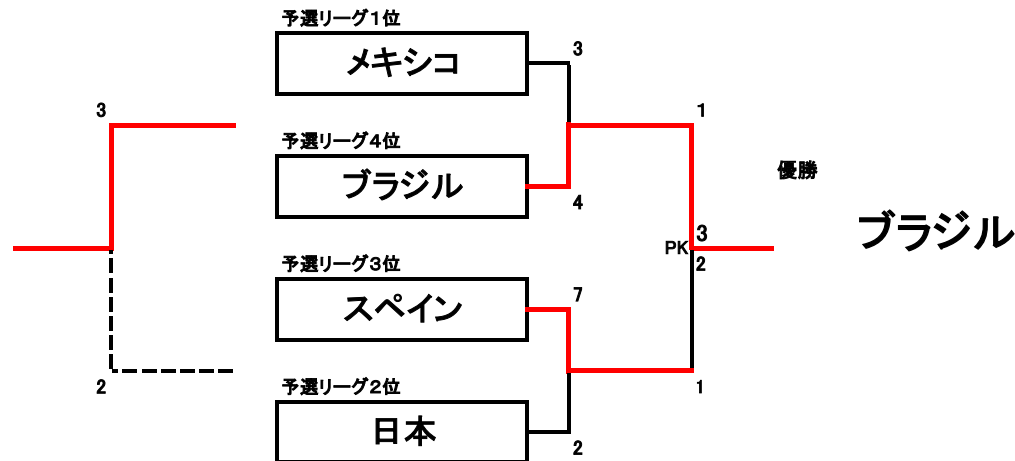 予選リーグ1位
メキシコ
3
3
1
予選リーグ4位
ブラジル
4
優勝
ブラジル
PK
3
2
予選リーグ3位
スペイン
7
予選リーグ2位
2
1
日本
2